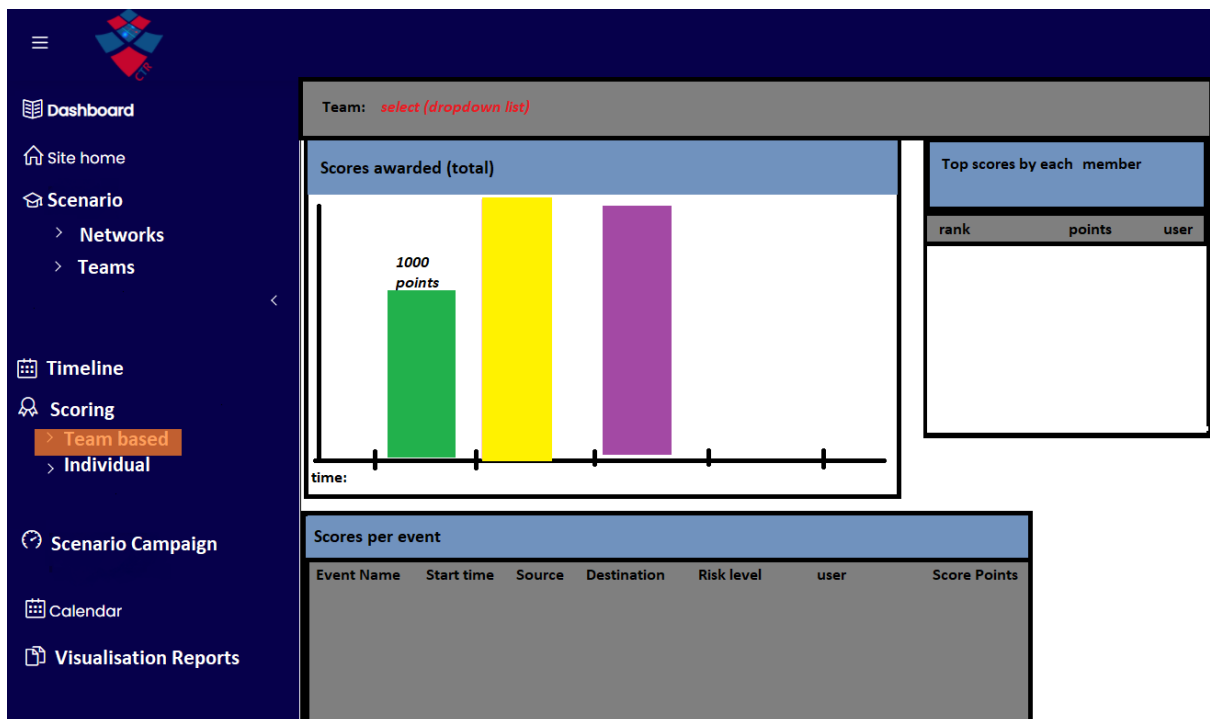 CTR
Dashboard
Site home
Scenario
Networks
Teams
Timeline
Scoring
Team based
Individual
Scenario Campaign
Calendar
Visualisation Reports
Team: select (dropdown list)
Scores awarded (total)
1000
points
time:
Top scores by each member
rank points user
Scores per event
Event Name Start time Source Destination Risk level user Score Points